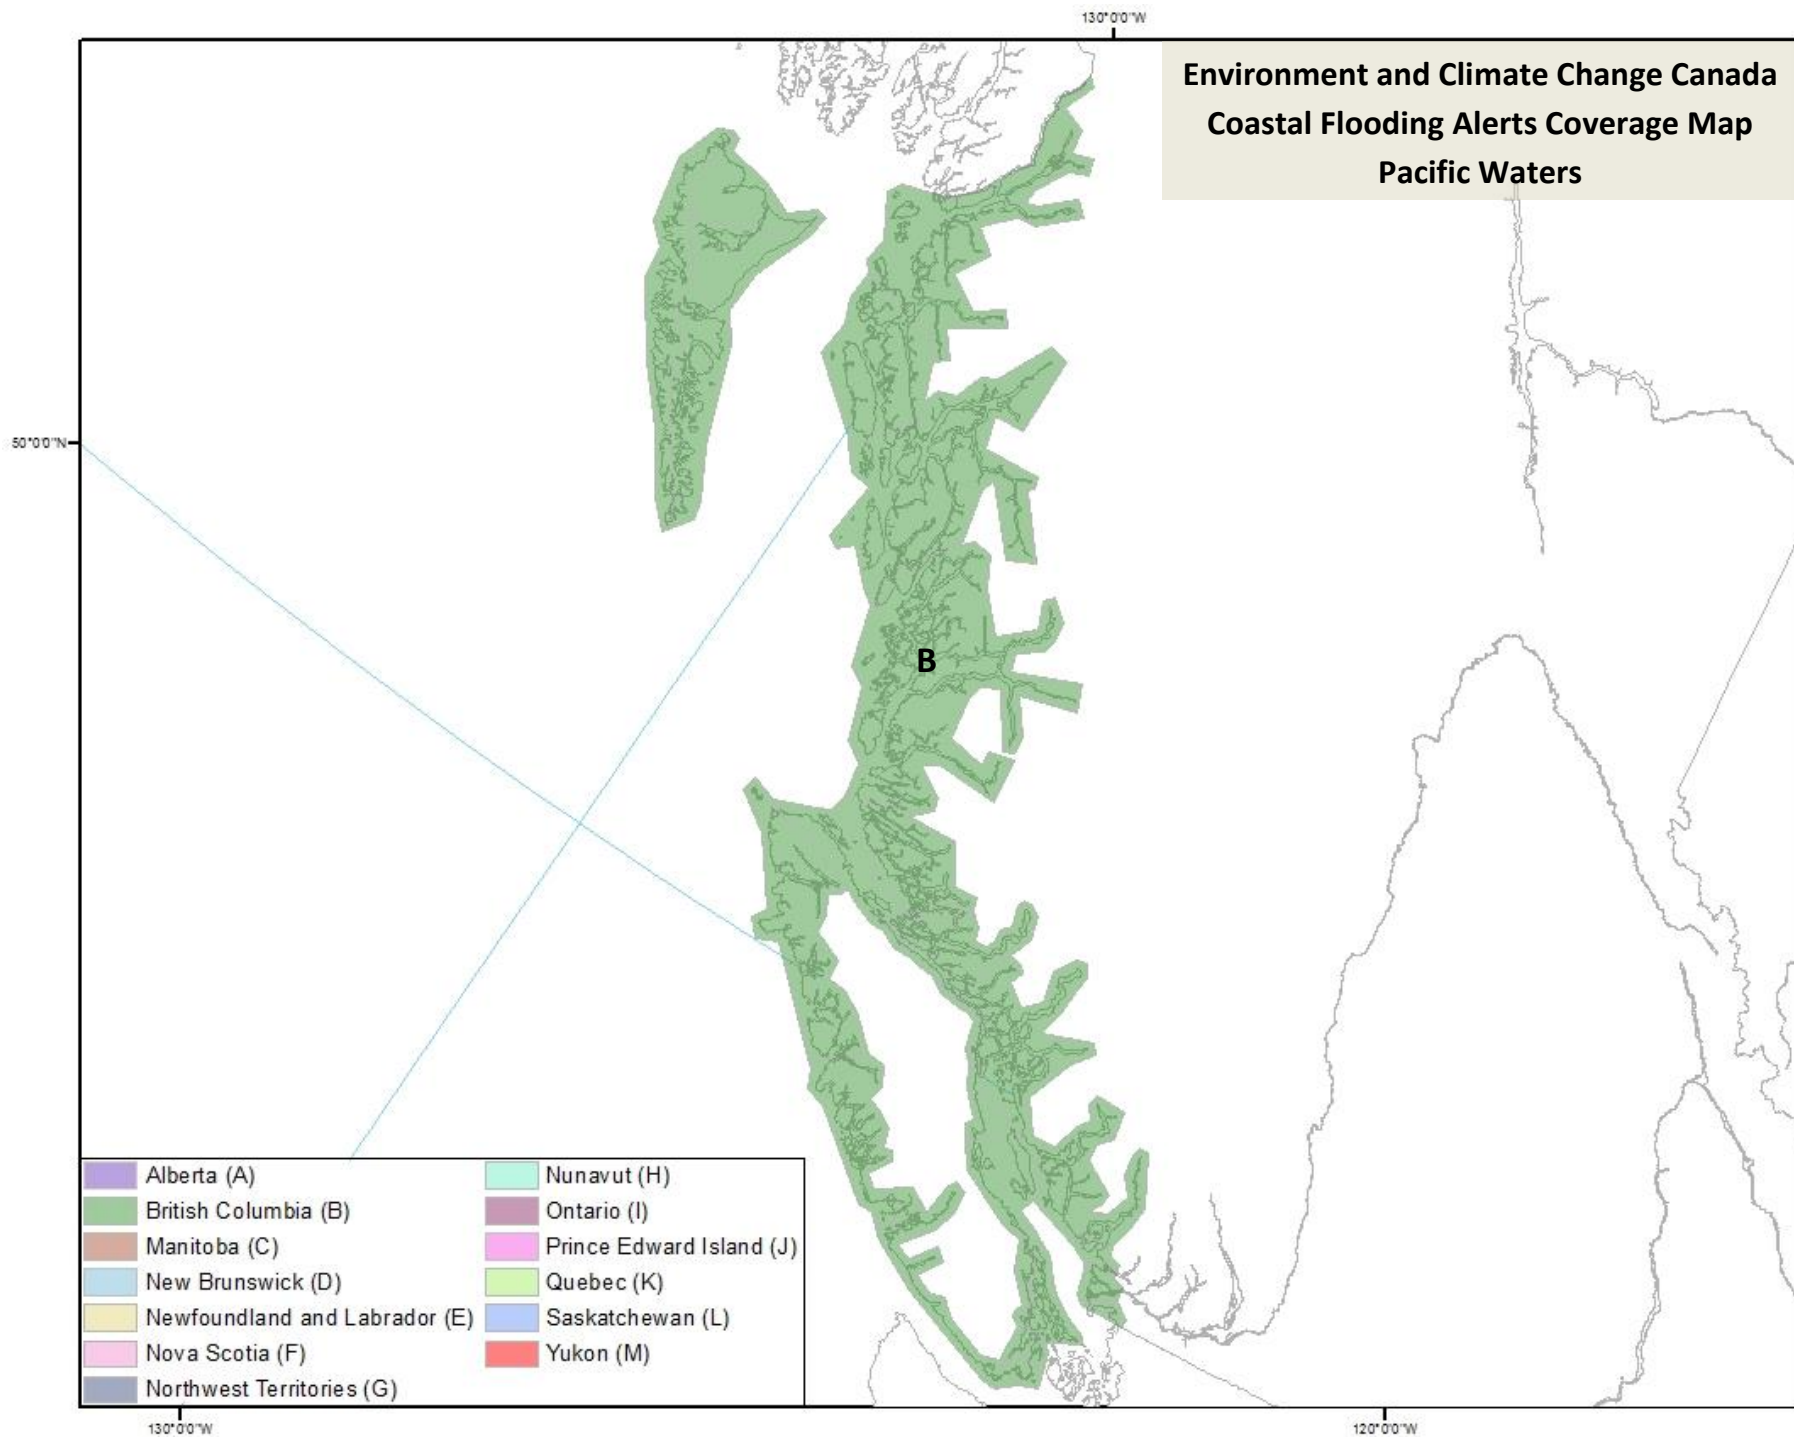 130°0'0"W
Environment and Climate Change Canada
Coastal Flooding Alerts Coverage Map
Pacific Waters
50°0'0"N
B
Alberta (A)
British Columbia (B)
Manitoba (C)
New Brunswick (D)
Newfoundland and Labrador (E)
Nova Scotia (F)
Northwest Territories (G)
Nunavut (H)
Ontario (I)
Prince Edward Island (J)
Quebec (K)
Saskatchewan (L)
Yukon (M)
130°0'0"W
120°0'0"W